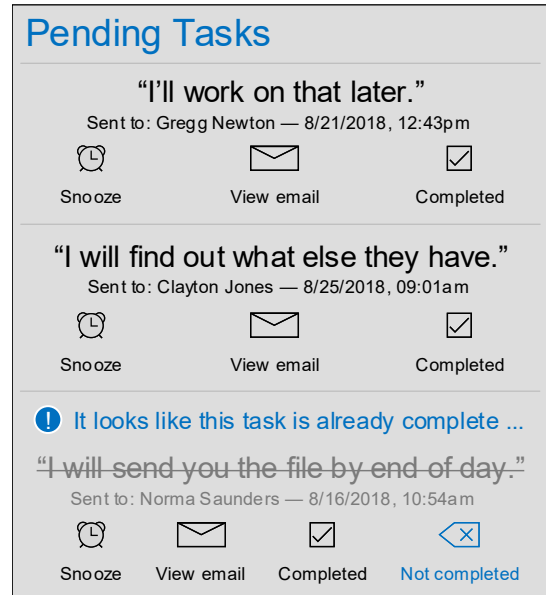 Pending Tasks
“I’ll work on that later.”
Sent to: Gregg Newton — 8/21/2018, 12:43pm
Snooze View email Completed
“I will find out what else they have.”
Sent to: Clayton Jones — 8/25/2018, 09:01am
Snooze View email Completed
! It looks like this task is already complete ...
“I will send you the file by end of day.”
Sent to: Norma Saunders — 8/16/2018, 10:54am
Snooze View email Completed Not completed